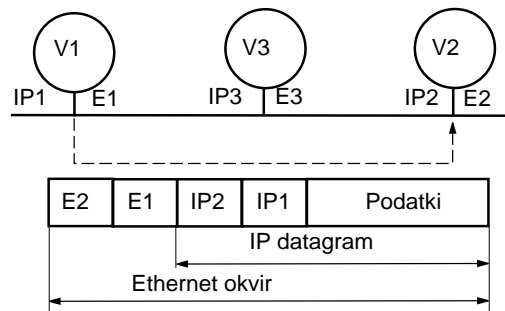 V1 V3 V2
IP1 E1 IP3 E3 IP2 E2
E2 E1 IP2 IP1 Podatki
IP datagram
Ethernet okvir